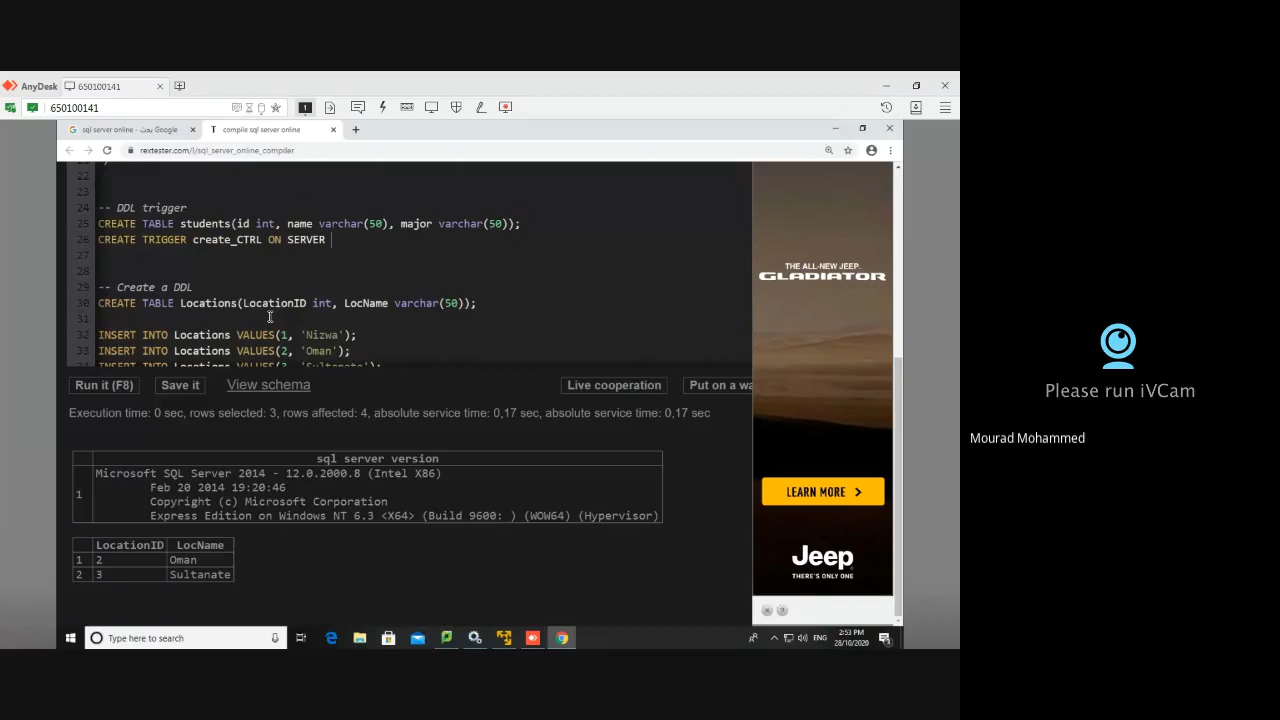 AnyDesk 650100141
650100141
1
sql server online - بحث Google compile sql server online
rextester.com/l/sql_server_online_compiler
22
23
24 -- DDL trigger
25 CREATE TABLE students(id int, name varchar(50), major varchar(50));
26 CREATE TRIGGER create_CTRL ON SERVER
27
28
29 -- Create a DDL
30 CREATE TABLE Locations(LocationID int, LocName varchar(50));
31
32 INSERT INTO Locations VALUES(1, 'Nizwa');
33 INSERT INTO Locations VALUES(2, 'Oman');
34 INSERT INTO Locations VALUES(3, 'Sultanate');
Run it (F8) Save it View schema Live cooperation Put on a wa
Execution time: 0 sec, rows selected: 3, rows affected: 4, absolute service time: 0,17 sec, absolute service time: 0,17 sec
sql server version
1 Microsoft SQL Server 2014 - 12.0.2000.8 (Intel X86)
Feb 20 2014 19:20:46
Copyright (c) Microsoft Corporation
Express Edition on Windows NT 6.3 <X64> (Build 9600: ) (WOW64) (Hypervisor)
LocationID LocName
1 2 Oman
2 3 Sultanate
THE ALL-NEW JEEP.
GLADIATOR
LEARN MORE
Jeep
THERE'S ONLY ONE
Type here to search
ENG
2:53 PM
28/10/2020
Please run iVCam
Mourad Mohammed